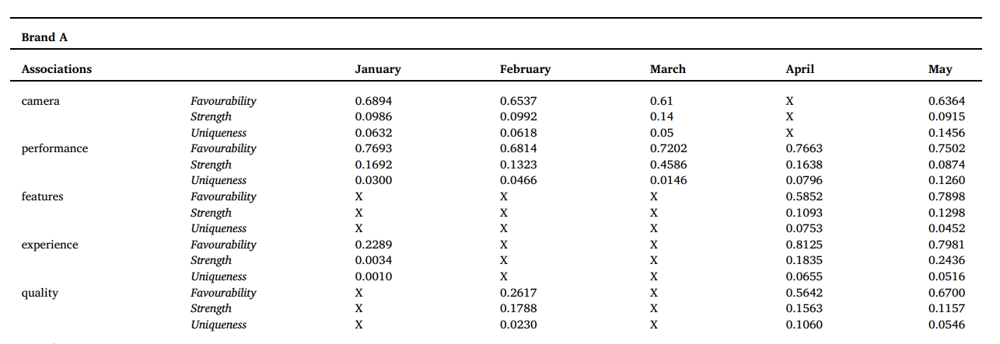 Brand A
Associations January February March April May
camera Favourability 0.6894 0.6537 0.61 X 0.6364
Strength 0.0986 0.0992 0.14 X 0.0915
Uniqueness 0.0632 0.0618 0.05 X 0.1456
performance Favourability 0.7693 0.6814 0.7202 0.7663 0.7502
Strength 0.1692 0.1323 0.4586 0.1638 0.0874
Uniqueness 0.0300 0.0466 0.0146 0.0796 0.1260
features Favourability X X X 0.5852 0.7898
Strength X X X 0.1093 0.1298
Uniqueness X X X 0.0753 0.0452
experience Favourability 0.2289 X X 0.8125 0.7981
Strength 0.0034 X X 0.1835 0.2436
Uniqueness 0.0010 X X 0.0655 0.0516
quality Favourability X 0.2617 X 0.5642 0.6700
Strength X 0.1788 X 0.1563 0.1157
Uniqueness X 0.0230 X 0.1060 0.0546